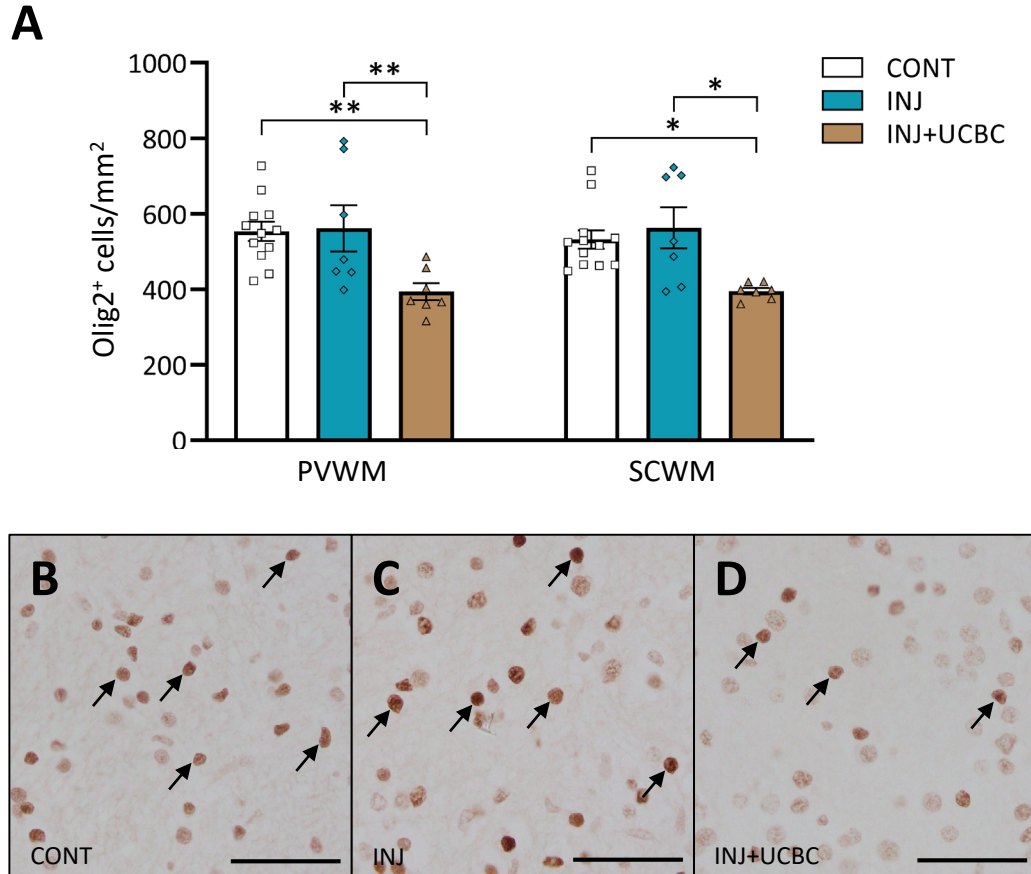 A
Olig2⁺ cells/mm²
1000
800
600
400
200
0
**
**
*
*
PVWM
SCWM
CONT
INJ
INJ+UCBC
B
CONT
C
INJ
D
INJ+UCBC